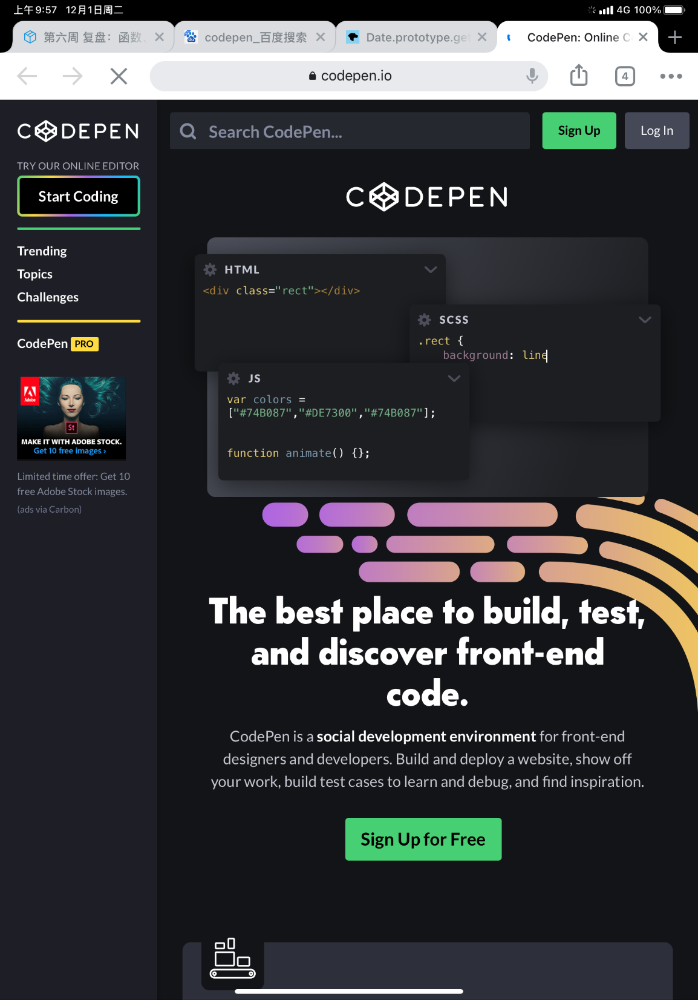 上午9:57 12月1日周二
4G 100%
第六周 复盘：函数、
codepen_百度搜索
Date.prototype.get
CodePen: Online C
codepen.io
4
CODEPEN
Search CodePen...
Sign Up
Log In
TRY OUR ONLINE EDITOR
Start Coding
Trending
Topics
Challenges
CodePen PRO
Adobe
St
MAKE IT WITH ADOBE STOCK.
Get 10 free images ›
Limited time offer: Get 10
free Adobe Stock images.
(ads via Carbon)
CODEPEN
HTML
<div class="rect"></div>
SCSS
.rect {
background: line
JS
var colors =
["#74B087","#DE7300","#74B087"];
function animate() {};
The best place to build, test,
and discover front-end
code.
CodePen is a social development environment for front-end
designers and developers. Build and deploy a website, show off
your work, build test cases to learn and debug, and find inspiration.
Sign Up for Free